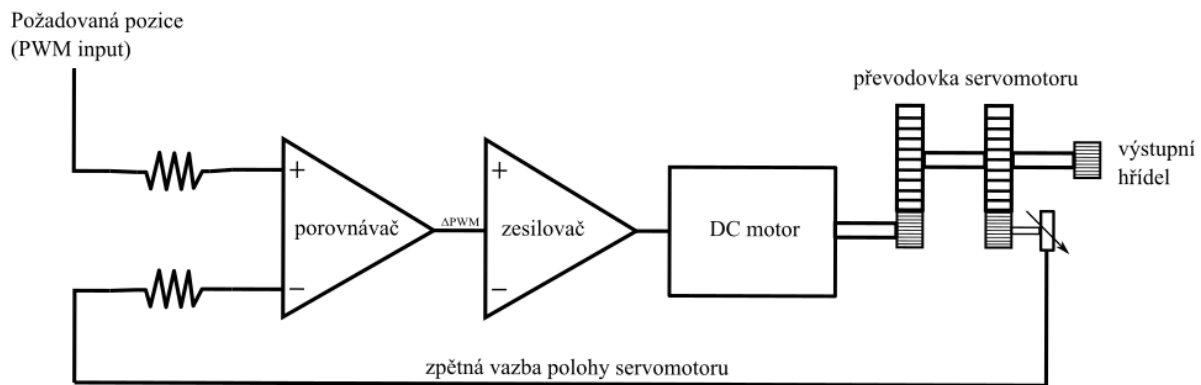 Požadovaná pozice
(PWM input)
převodovka servomotoru
výstupní
hřídel
+
+
porovnávač
ΔPWM
zesilovač
DC motor
−
−
zpětná vazba polohy servomotoru